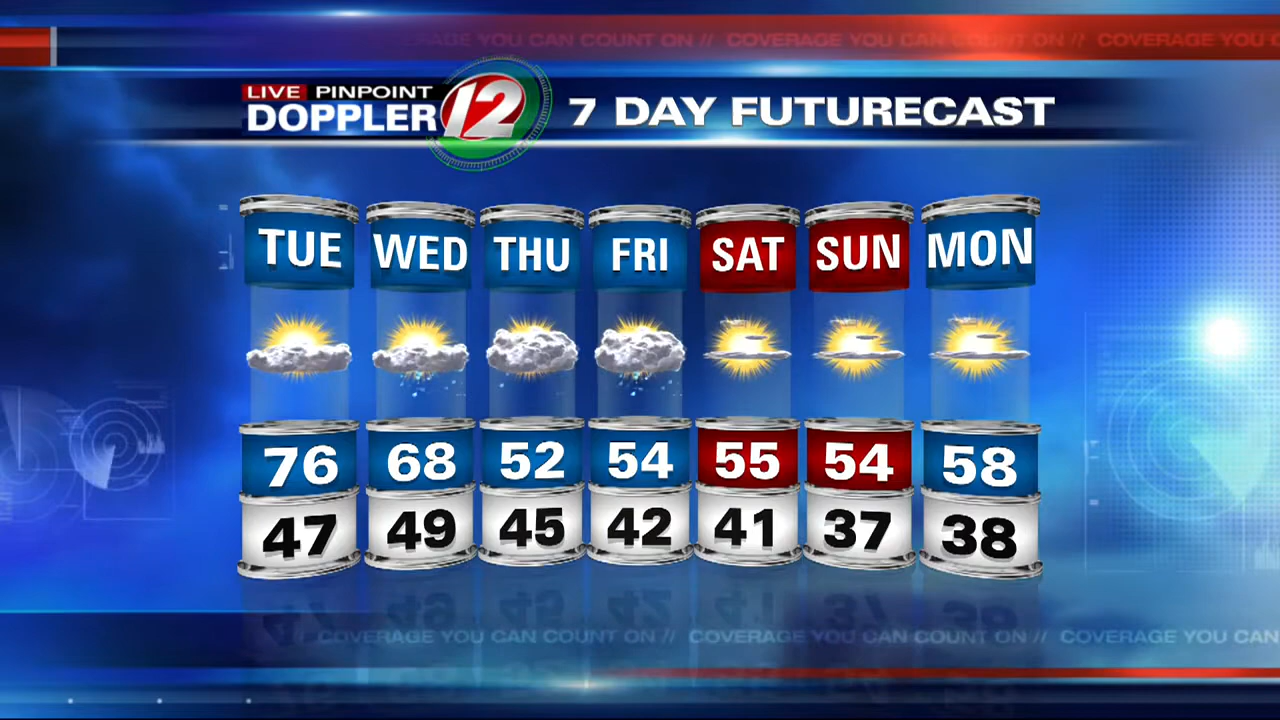 ERAGE YOU CAN COUNT ON // COVERAGE YOU CAN COUNT ON // COVERAGE YOU
LIVE PINPOINT
DOPPLER 12
7 DAY FUTURECAST
TUE WED THU FRI SAT SUN MON
76 68 52 54 55 54 58
47 49 45 42 41 37 38
// COVERAGE YOU CAN COUNT ON // COVERAGE YOU CAN COUNT ON // COVERAGE YOU CAN